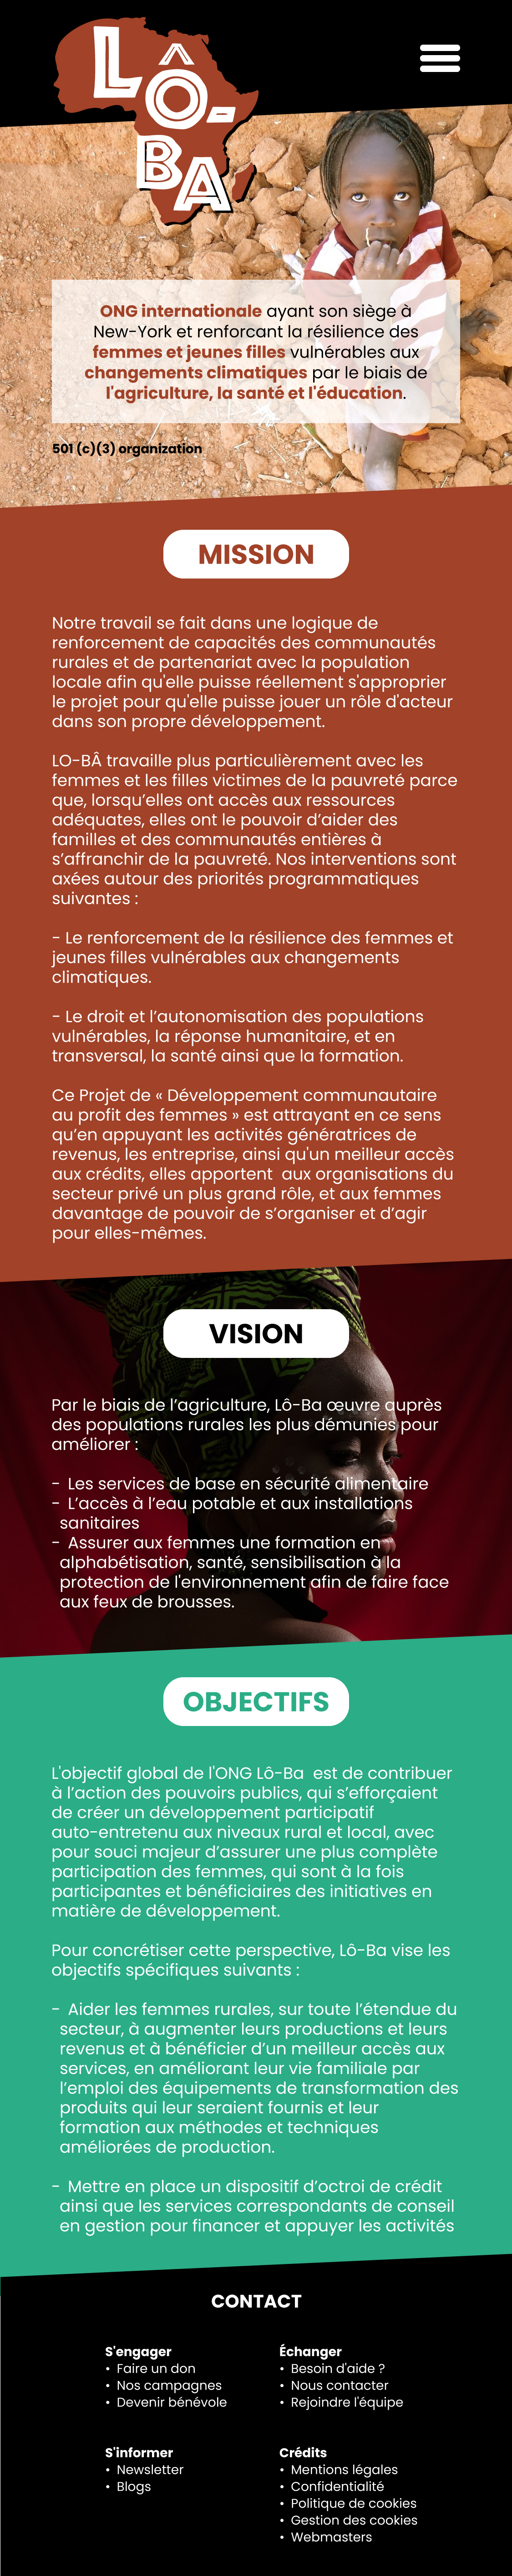 LÔ-
BA
ONG internationale ayant son siège à
New-York et renforcant la résilience des
femmes et jeunes filles vulnérables aux
changements climatiques par le biais de
l'agriculture, la santé et l'éducation.
501 (c)(3) organization
MISSION
Notre travail se fait dans une logique de
renforcement de capacités des communautés
rurales et de partenariat avec la population
locale afin qu'elle puisse réellement s'approprier
le projet pour qu'elle puisse jouer un rôle d'acteur
dans son propre développement.
LO-BÂ travaille plus particulièrement avec les
femmes et les filles victimes de la pauvreté parce
que, lorsqu’elles ont accès aux ressources
adéquates, elles ont le pouvoir d’aider des
familles et des communautés entières à
s’affranchir de la pauvreté. Nos interventions sont
axées autour des priorités programmatiques
suivantes :
- Le renforcement de la résilience des femmes et
jeunes filles vulnérables aux changements
climatiques.
- Le droit et l’autonomisation des populations
vulnérables, la réponse humanitaire, et en
transversal, la santé ainsi que la formation.
Ce Projet de « Développement communautaire
au profit des femmes » est attrayant en ce sens
qu’en appuyant les activités génératrices de
revenus, les entreprise, ainsi qu'un meilleur accès
aux crédits, elles apportent aux organisations du
secteur privé un plus grand rôle, et aux femmes
davantage de pouvoir de s’organiser et d’agir
pour elles-mêmes.
VISION
Par le biais de l’agriculture, Lô-Ba œuvre auprès
des populations rurales les plus démunies pour
améliorer :
- Les services de base en sécurité alimentaire
- L’accès à l’eau potable et aux installations
sanitaires
- Assurer aux femmes une formation en
alphabétisation, santé, sensibilisation à la
protection de l'environnement afin de faire face
aux feux de brousses.
OBJECTIFS
L'objectif global de l'ONG Lô-Ba est de contribuer
à l’action des pouvoirs publics, qui s’efforçaient
de créer un développement participatif
auto-entretenu aux niveaux rural et local, avec
pour souci majeur d’assurer une plus complète
participation des femmes, qui sont à la fois
participantes et bénéficiaires des initiatives en
matière de développement.
Pour concrétiser cette perspective, Lô-Ba vise les
objectifs spécifiques suivants :
- Aider les femmes rurales, sur toute l’étendue du
secteur, à augmenter leurs productions et leurs
revenus et à bénéficier d’un meilleur accès aux
services, en améliorant leur vie familiale par
l’emploi des équipements de transformation des
produits qui leur seraient fournis et leur
formation aux méthodes et techniques
améliorées de production.
- Mettre en place un dispositif d’octroi de crédit
ainsi que les services correspondants de conseil
en gestion pour financer et appuyer les activités
CONTACT
S'engager
• Faire un don
• Nos campagnes
• Devenir bénévole
Échanger
• Besoin d'aide ?
• Nous contacter
• Rejoindre l'équipe
S'informer
• Newsletter
• Blogs
Crédits
• Mentions légales
• Confidentialité
• Politique de cookies
• Gestion des cookies
• Webmasters